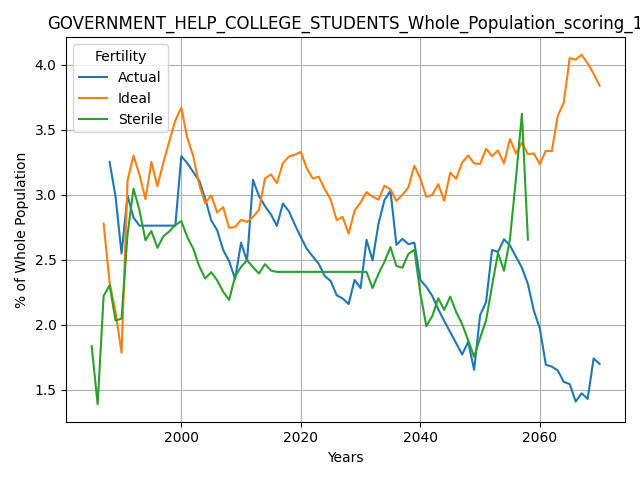 GOVERNMENT_HELP_COLLEGE_STUDENTS_Whole_Population_scoring_1
Fertility
Actual
Ideal
Sterile
% of Whole Population
4.0
3.5
3.0
2.5
2.0
1.5
2000 2020 2040 2060
Years